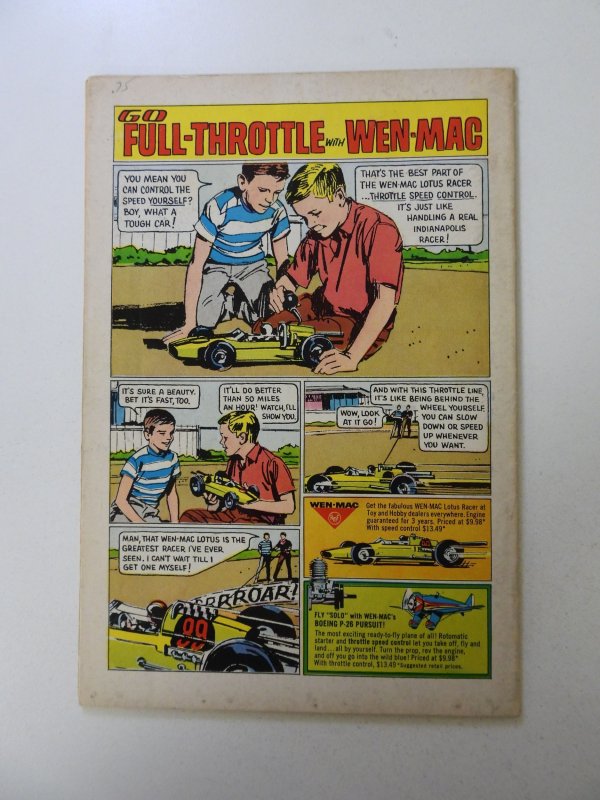 .75
GO
FULL-THROTTLE WITH WEN-MAC
YOU MEAN YOU
CAN CONTROL THE
SPEED YOURSELF?
BOY, WHAT A
TOUGH CAR!
THAT'S THE BEST PART OF
THE WEN-MAC LOTUS RACER
...THROTTLE SPEED CONTROL.
IT'S JUST LIKE
HANDLING A REAL
INDIANAPOLIS
RACER!
IT'S SURE A BEAUTY.
BET IT'S FAST, TOO.
IT'LL DO BETTER
THAN 50 MILES
AN HOUR! WATCH, I'LL
SHOW YOU.
WOW, LOOK
AT IT GO!
AND WITH THIS THROTTLE LINE,
IT'S LIKE BEING BEHIND THE
WHEEL YOURSELF.
YOU CAN SLOW
DOWN OR SPEED
UP WHENEVER
YOU WANT.
MAN, THAT WEN-MAC LOTUS IS THE
GREATEST RACER I'VE EVER
SEEN. I CAN'T WAIT TILL I
GET ONE MYSELF!
RRRROAR!
99
WEN-MAC
Get the fabulous WEN-MAC Lotus Racer at
Toy and Hobby dealers everywhere. Engine
guaranteed for 3 years. Priced at $9.98*
With speed control $13.49*
FLY "SOLO" with WEN-MAC's
BOEING P-26 PURSUIT!
The most exciting ready-to-fly plane of all! Rotomatic
starter and throttle speed control let you take off, fly and
land...all by yourself. Turn the prop, rev the engine,
and off you go into the wild blue! Priced at $9.98*
With throttle control, $13.49* *Suggested retail prices.